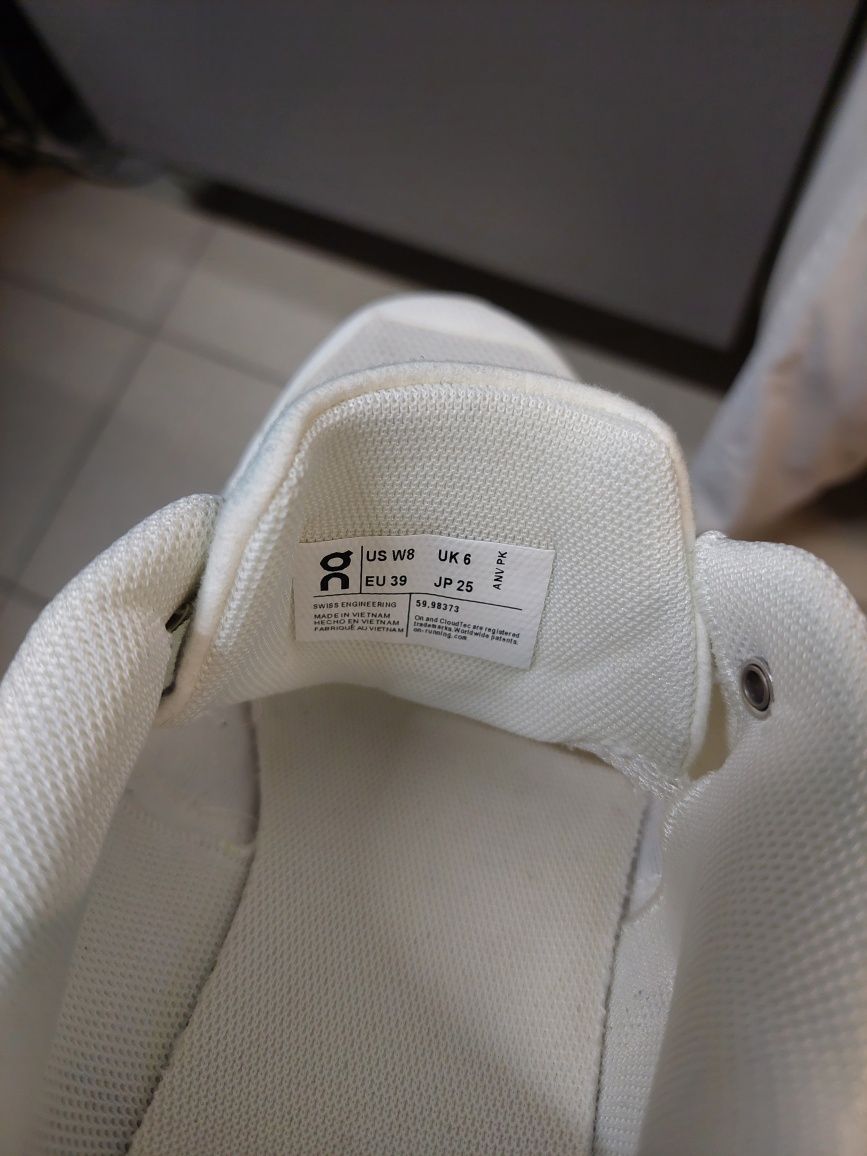 On
US W8 UK 6
EU 39 JP 25
ANV PK
SWISS ENGINEERING
MADE IN VIETNAM
HECHO EN VIETNAM
FABRIQUÉ AU VIETNAM
59.98373
On and CloudTec are registered
trademarks. Worldwide patents.
on-running.com